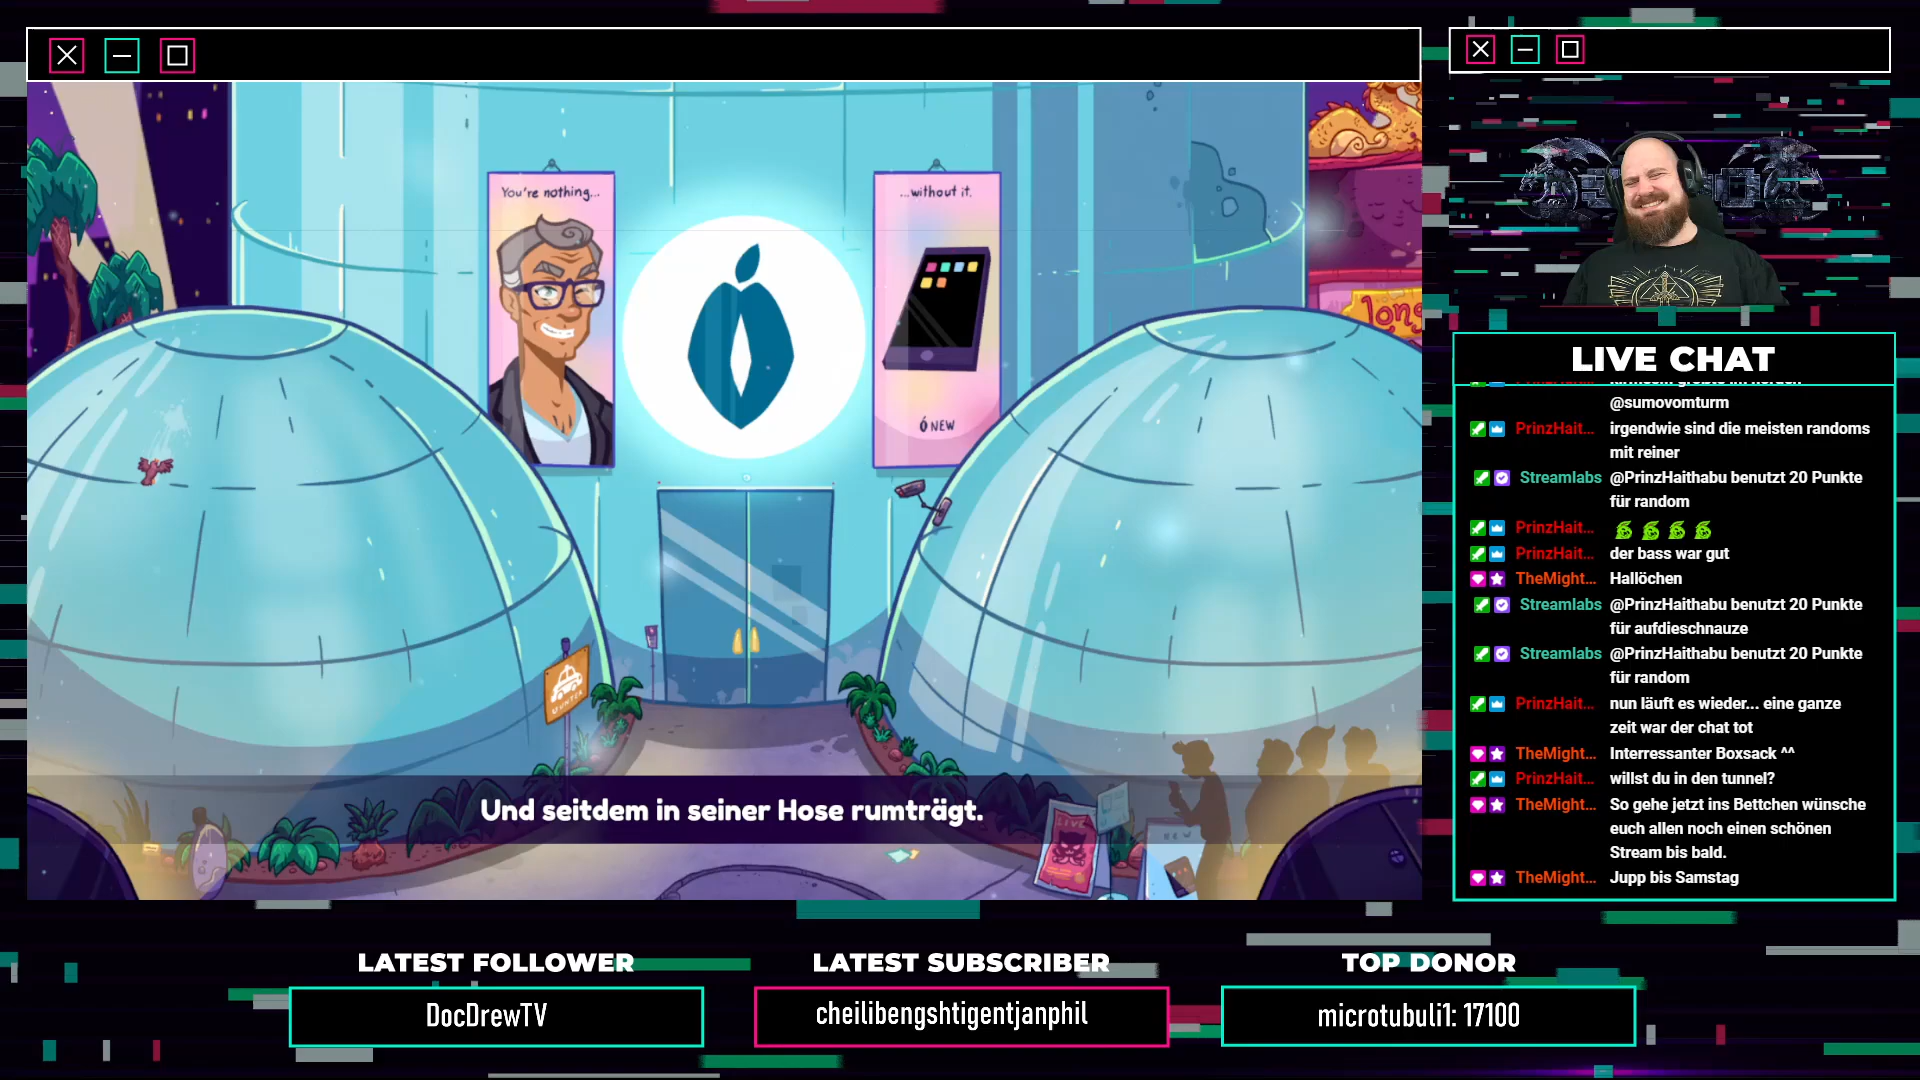 You're nothing...
...without it.
NEW
long
Und seitdem in seiner Hose rumträgt.
LIVE
NEW
LIVE CHAT
@sumovomturm
PrinzHait... irgendwie sind die meisten randoms
mit reiner
Streamlabs @PrinzHaithabu benutzt 20 Punkte
für random
PrinzHait...
PrinzHait... der bass war gut
TheMight... Hallöchen
Streamlabs @PrinzHaithabu benutzt 20 Punkte
für aufdieschnauze
Streamlabs @PrinzHaithabu benutzt 20 Punkte
für random
PrinzHait... nun läuft es wieder... eine ganze
zeit war der chat tot
TheMight... Interressanter Boxsack ^^
PrinzHait... willst du in den tunnel?
TheMight... So gehe jetzt ins Bettchen wünsche
euch allen noch einen schönen
Stream bis bald.
TheMight... Jupp bis Samstag
LATEST FOLLOWER
DocDrewTV
LATEST SUBSCRIBER
cheilibengshtigentjanphil
TOP DONOR
microtubuli1: 17100